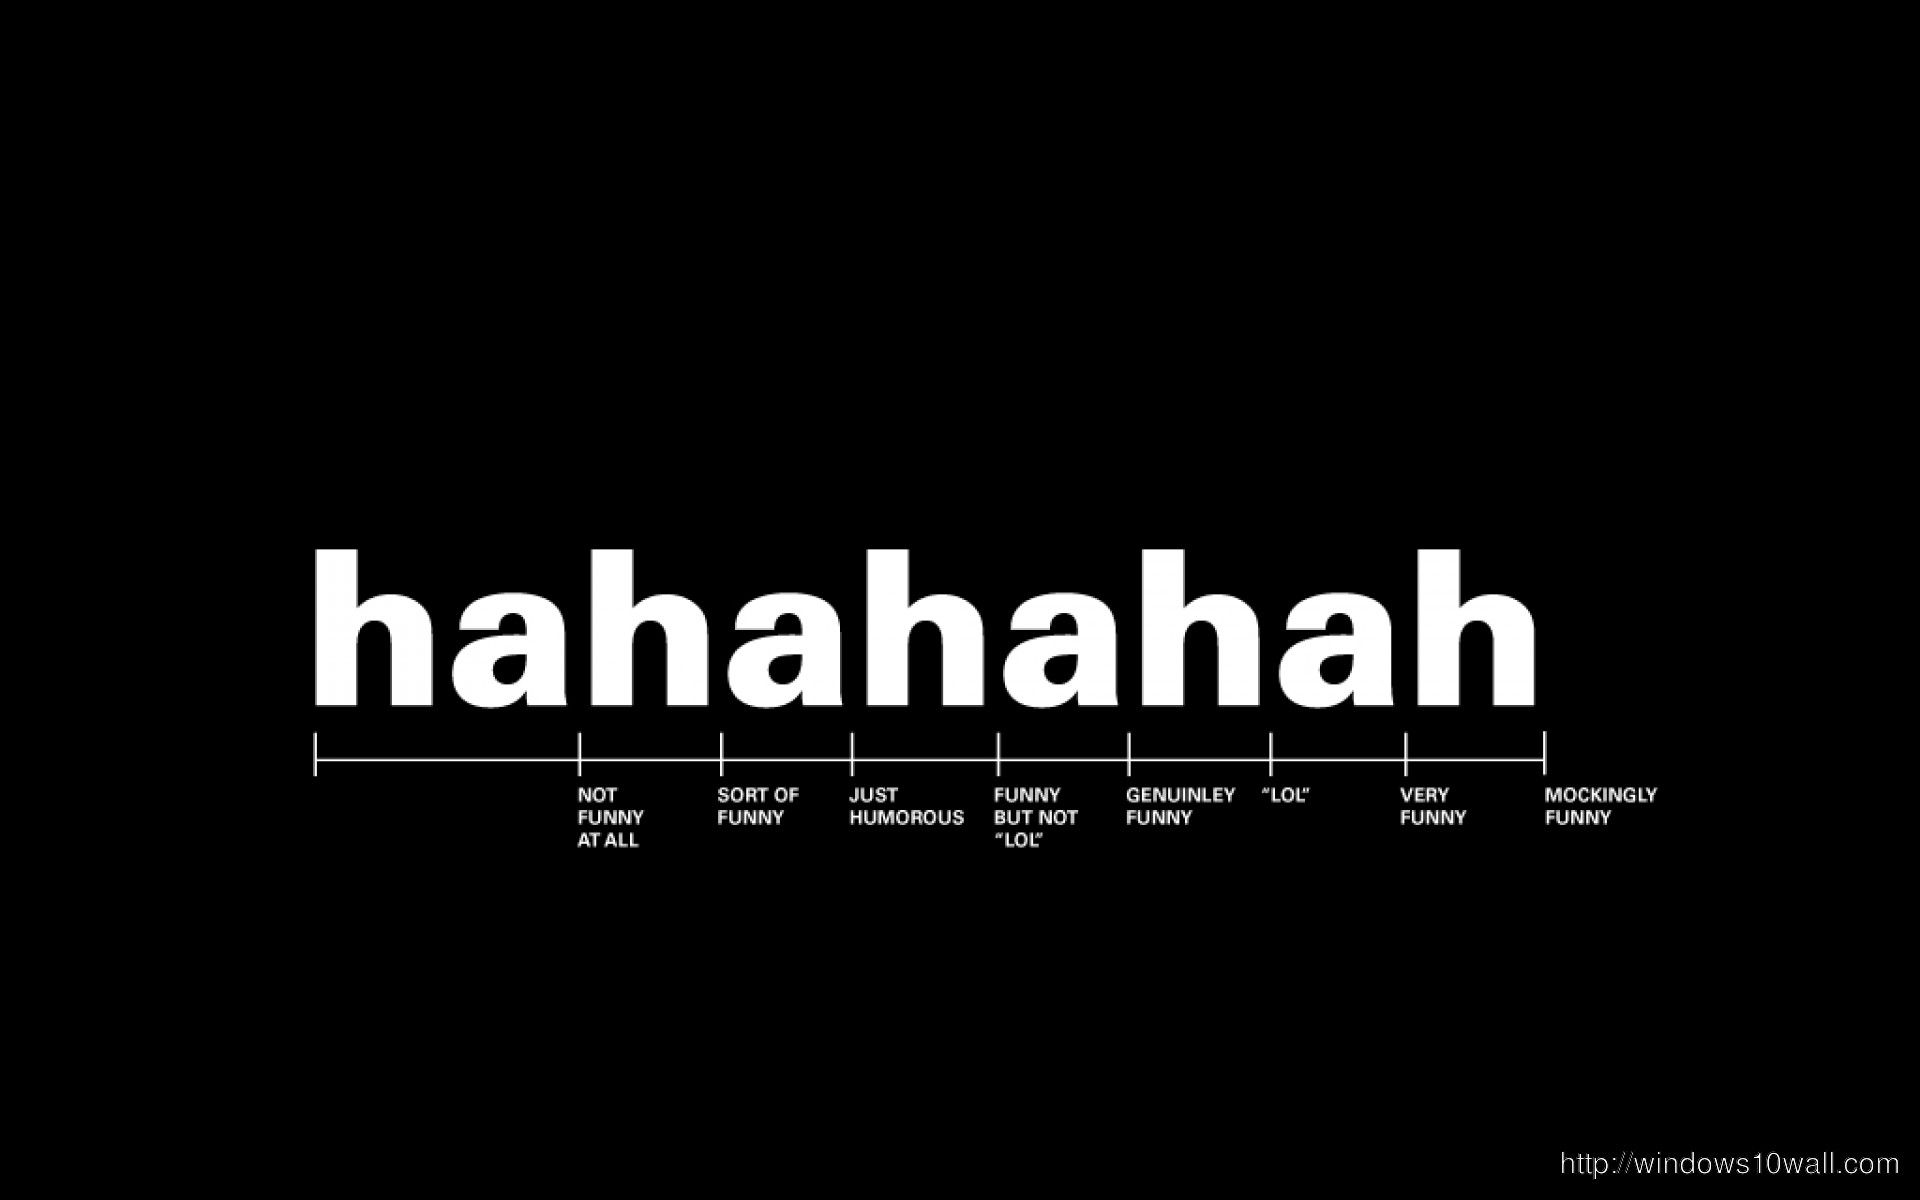 hahahahah
NOT
FUNNY
AT ALL
SORT OF
FUNNY
JUST
HUMOROUS
FUNNY
BUT NOT
“LOL”
GENUINLEY
FUNNY
“LOL”
VERY
FUNNY
MOCKINGLY
FUNNY
http://windows10wall.com